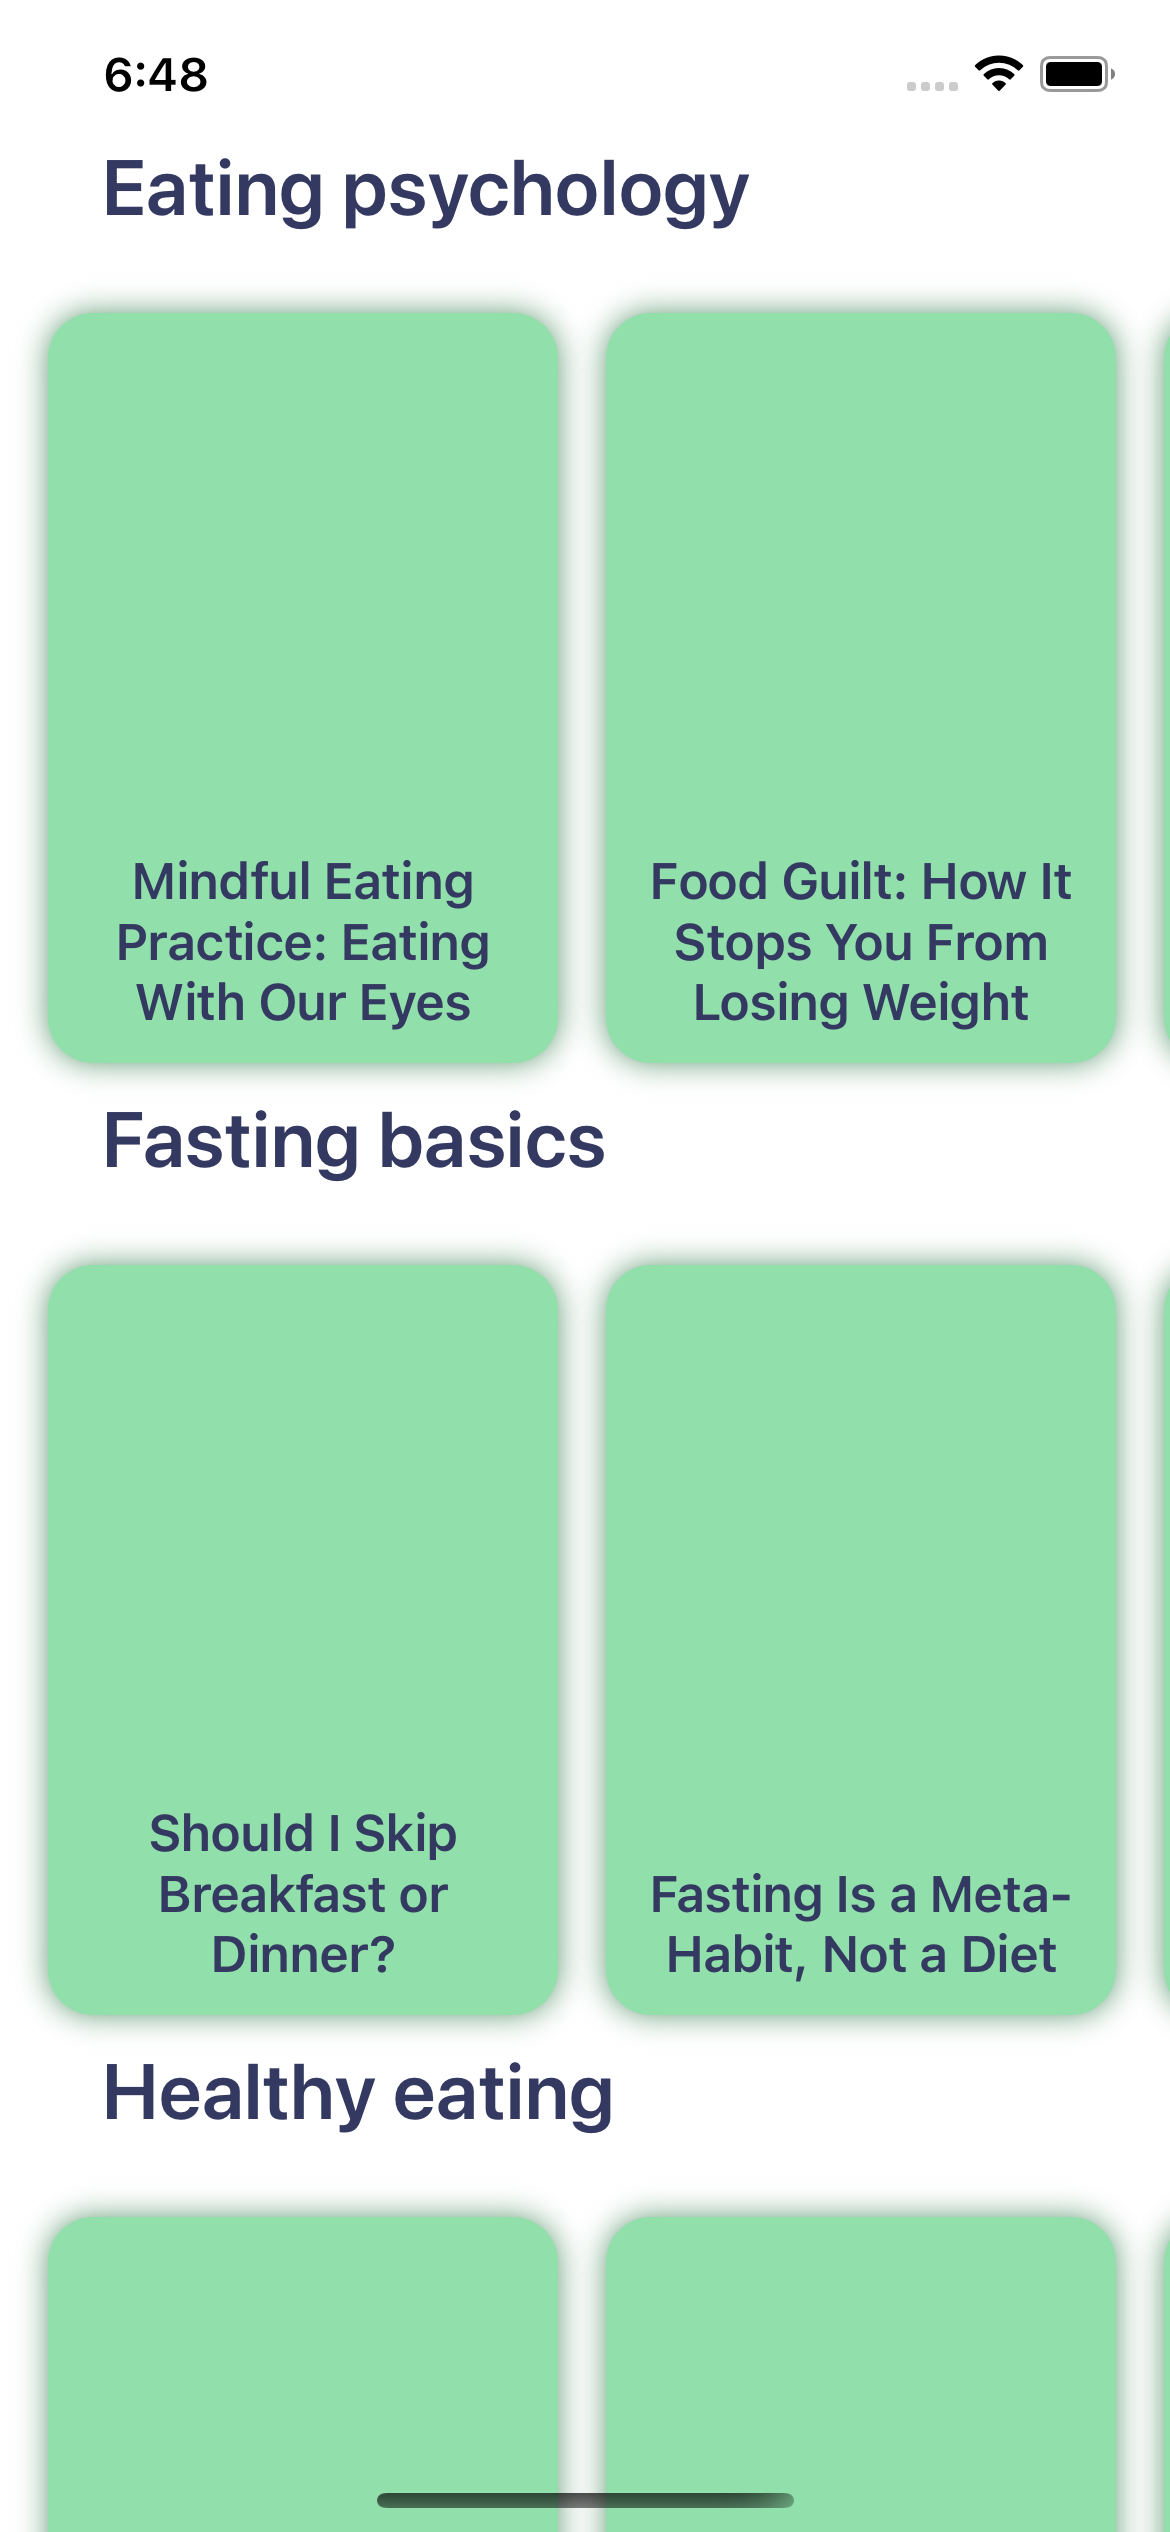 6:48
Eating psychology
Mindful Eating
Practice: Eating
With Our Eyes
Food Guilt: How It
Stops You From
Losing Weight
Fasting basics
Should I Skip
Breakfast or
Dinner?
Fasting Is a Meta-
Habit, Not a Diet
Healthy eating